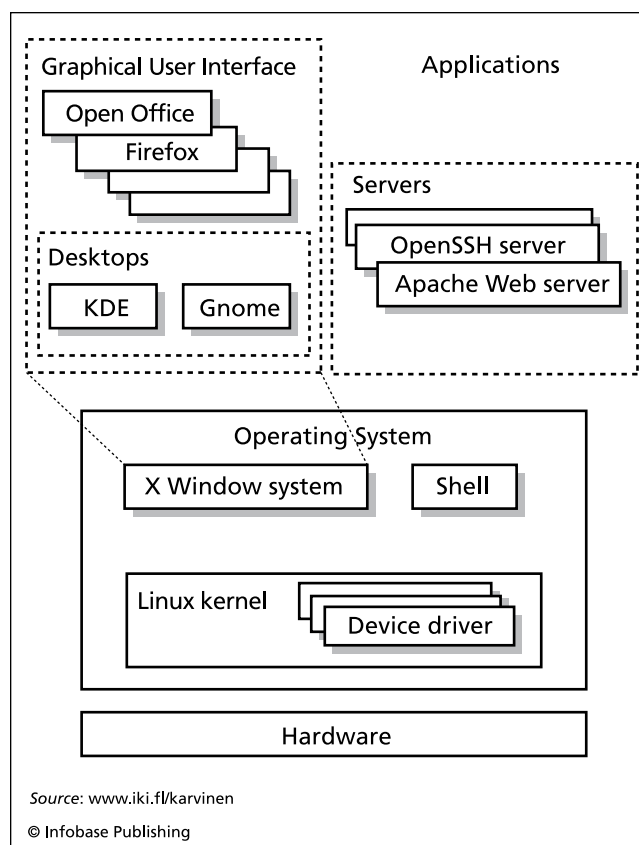 Graphical User Interface
Applications
Open Office
Firefox
Servers
OpenSSH server
Apache Web server
Desktops
KDE
Gnome
Operating System
X Window system
Shell
Linux kernel
Device driver
Hardware
Source: www.iki.fl/karvinen
© Infobase Publishing